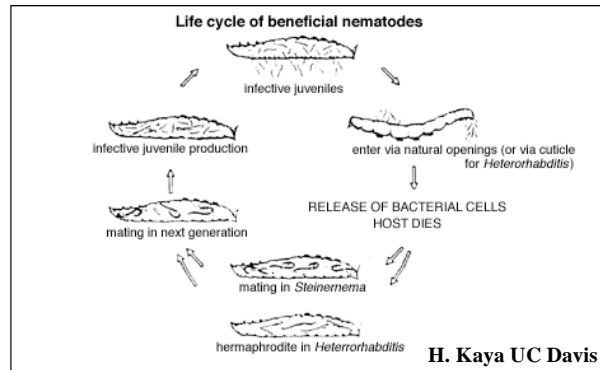 Life cycle of beneficial nematodes
infective juveniles
enter via natural openings (or via cuticle
for Heterorhabditis)
RELEASE OF BACTERIAL CELLS
HOST DIES
mating in Steinernema
hermaphrodite in Heterrorhabditis
mating in next generation
infective juvenile production
H. Kaya UC Davis